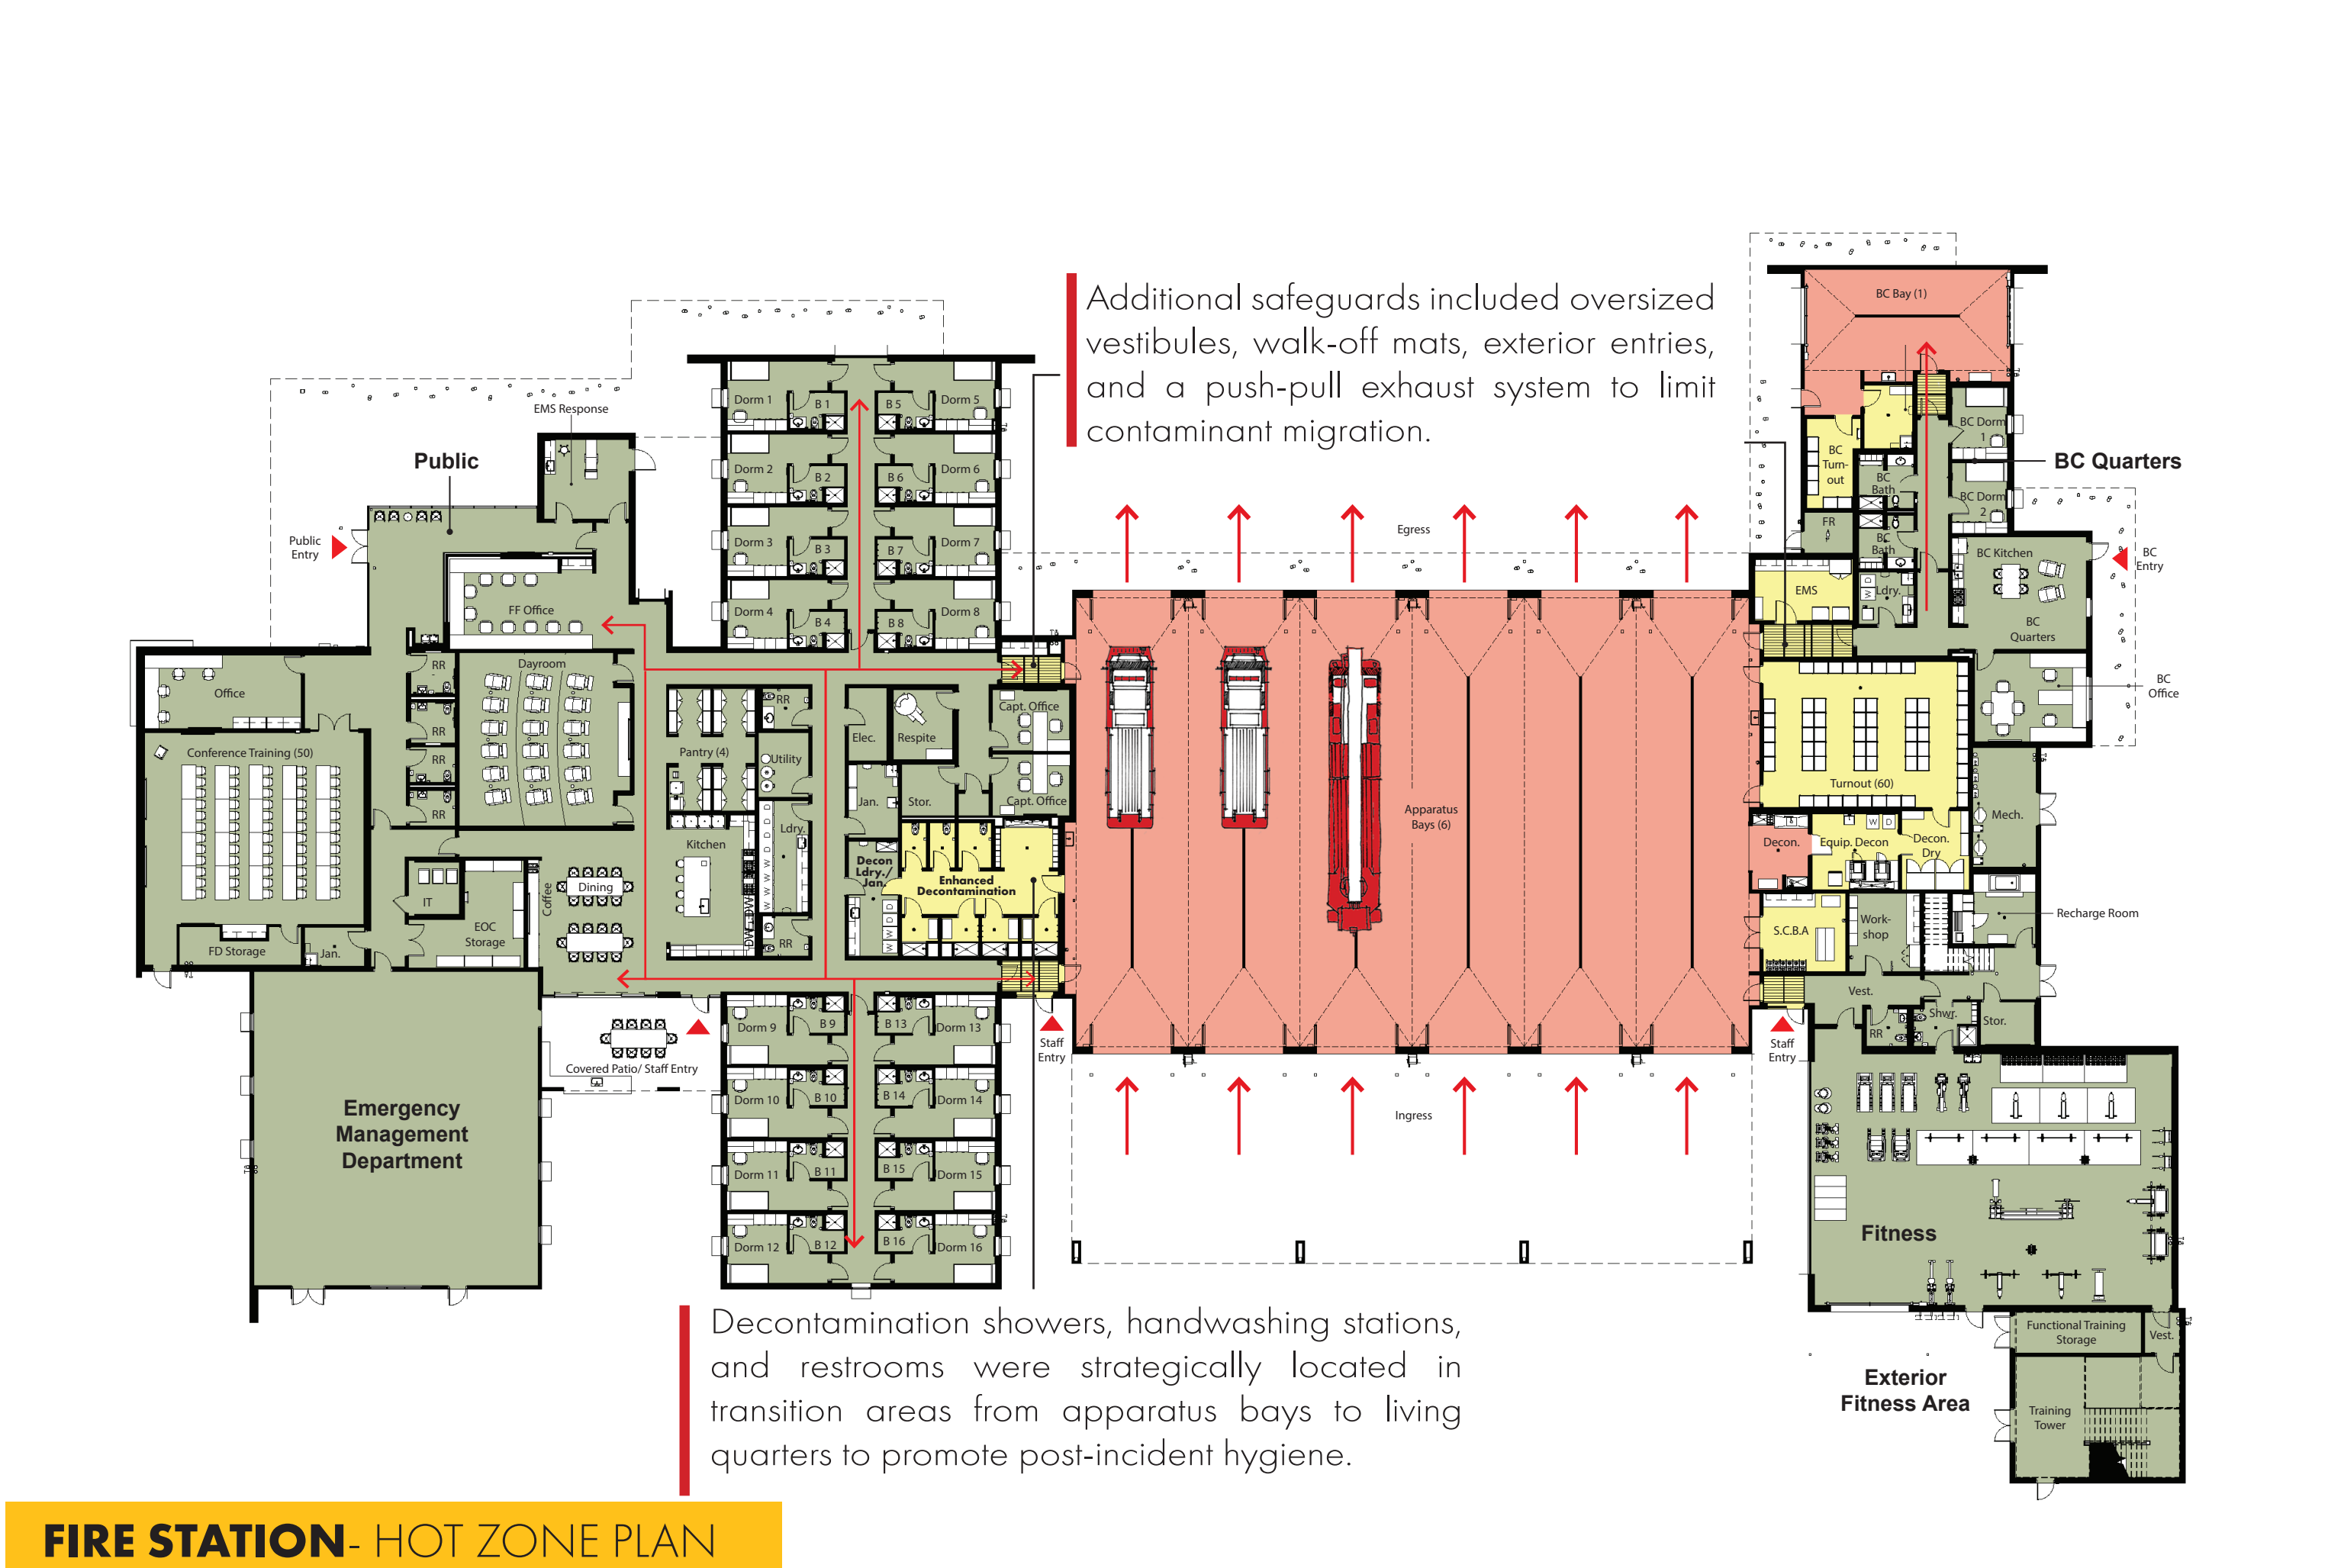 Additional safeguards included oversized
vestibules, walk-off mats, exterior entries,
and a push-pull exhaust system to limit
contaminant migration.
BC Bay (1)
EMS Response
Public
Public
Entry
FF Office
Dayroom
Office
RR
RR
RR
RR
Conference Training (50)
FD Storage
Jan.
IT
EOC
Storage
Coffee
Dining
Emergency
Management
Department
Covered Patio/ Staff Entry
Dorm 1
B 1
B 5
Dorm 5
Dorm 2
B 2
B 6
Dorm 6
Dorm 3
B 3
B 7
Dorm 7
Dorm 4
B 4
B 8
Dorm 8
Pantry (4)
RR
Utility
Kitchen
Ldry.
W W W W D D D
DW DW DW
RR
Elec.
Respite
Capt. Office
Jan.
Stor.
Capt. Office
Decon
Ldry./
Jan.
W W D D
Enhanced
Decontamination
Dorm 9
B 9
B 13
Dorm 13
Dorm 10
B 10
B 14
Dorm 14
Dorm 11
B 11
B 15
Dorm 15
Dorm 12
B 12
B 16
Dorm 16
Staff
Entry
Egress
Apparatus
Bays (6)
Ingress
BC
Turn-
out
BC Dorm
1
BC Quarters
BC
Bath
BC Dorm
2
FR
BC
Bath
BC Kitchen
BC
Entry
EMS
W D
Ldry.
BC
Quarters
BC
Office
Turnout (60)
Mech.
Decon.
Equip. Decon
W D
Decon.
Dry
S.C.B.A
Work-
shop
Recharge Room
Vest.
RR
Shwr.
Stor.
Staff
Entry
Fitness
Functional Training
Storage
Vest.
Exterior
Fitness Area
Training
Tower
Decontamination showers, handwashing stations,
and restrooms were strategically located in
transition areas from apparatus bays to living
quarters to promote post-incident hygiene.
FIRE STATION- HOT ZONE PLAN